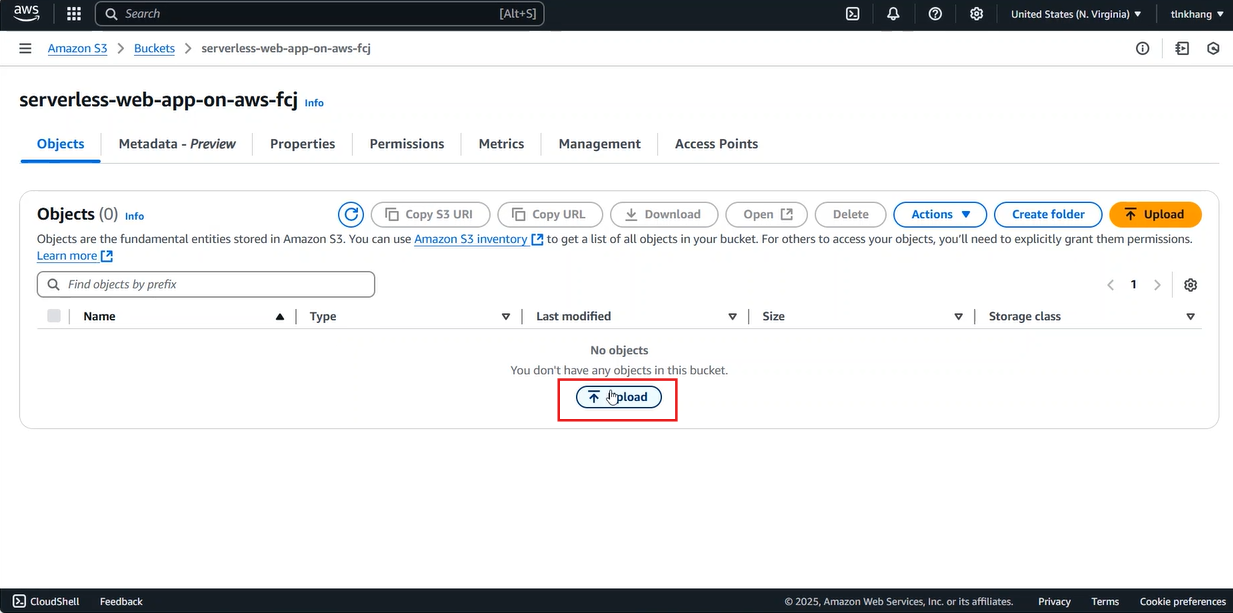 aws Search [Alt+S] United States (N. Virginia) tlnkhang
Amazon S3 Buckets serverless-web-app-on-aws-fcj
serverless-web-app-on-aws-fcj Info
Objects Metadata - Preview Properties Permissions Metrics Management Access Points
Objects (0) Info Copy S3 URI Copy URL Download Open Delete Actions Create folder Upload
Objects are the fundamental entities stored in Amazon S3. You can use Amazon S3 inventory to get a list of all objects in your bucket. For others to access your objects, you'll need to explicitly grant them permissions.
Learn more
Find objects by prefix 1
Name Type Last modified Size Storage class
No objects
You don't have any objects in this bucket.
Upload
CloudShell Feedback © 2025, Amazon Web Services, Inc. or its affiliates. Privacy Terms Cookie preferences